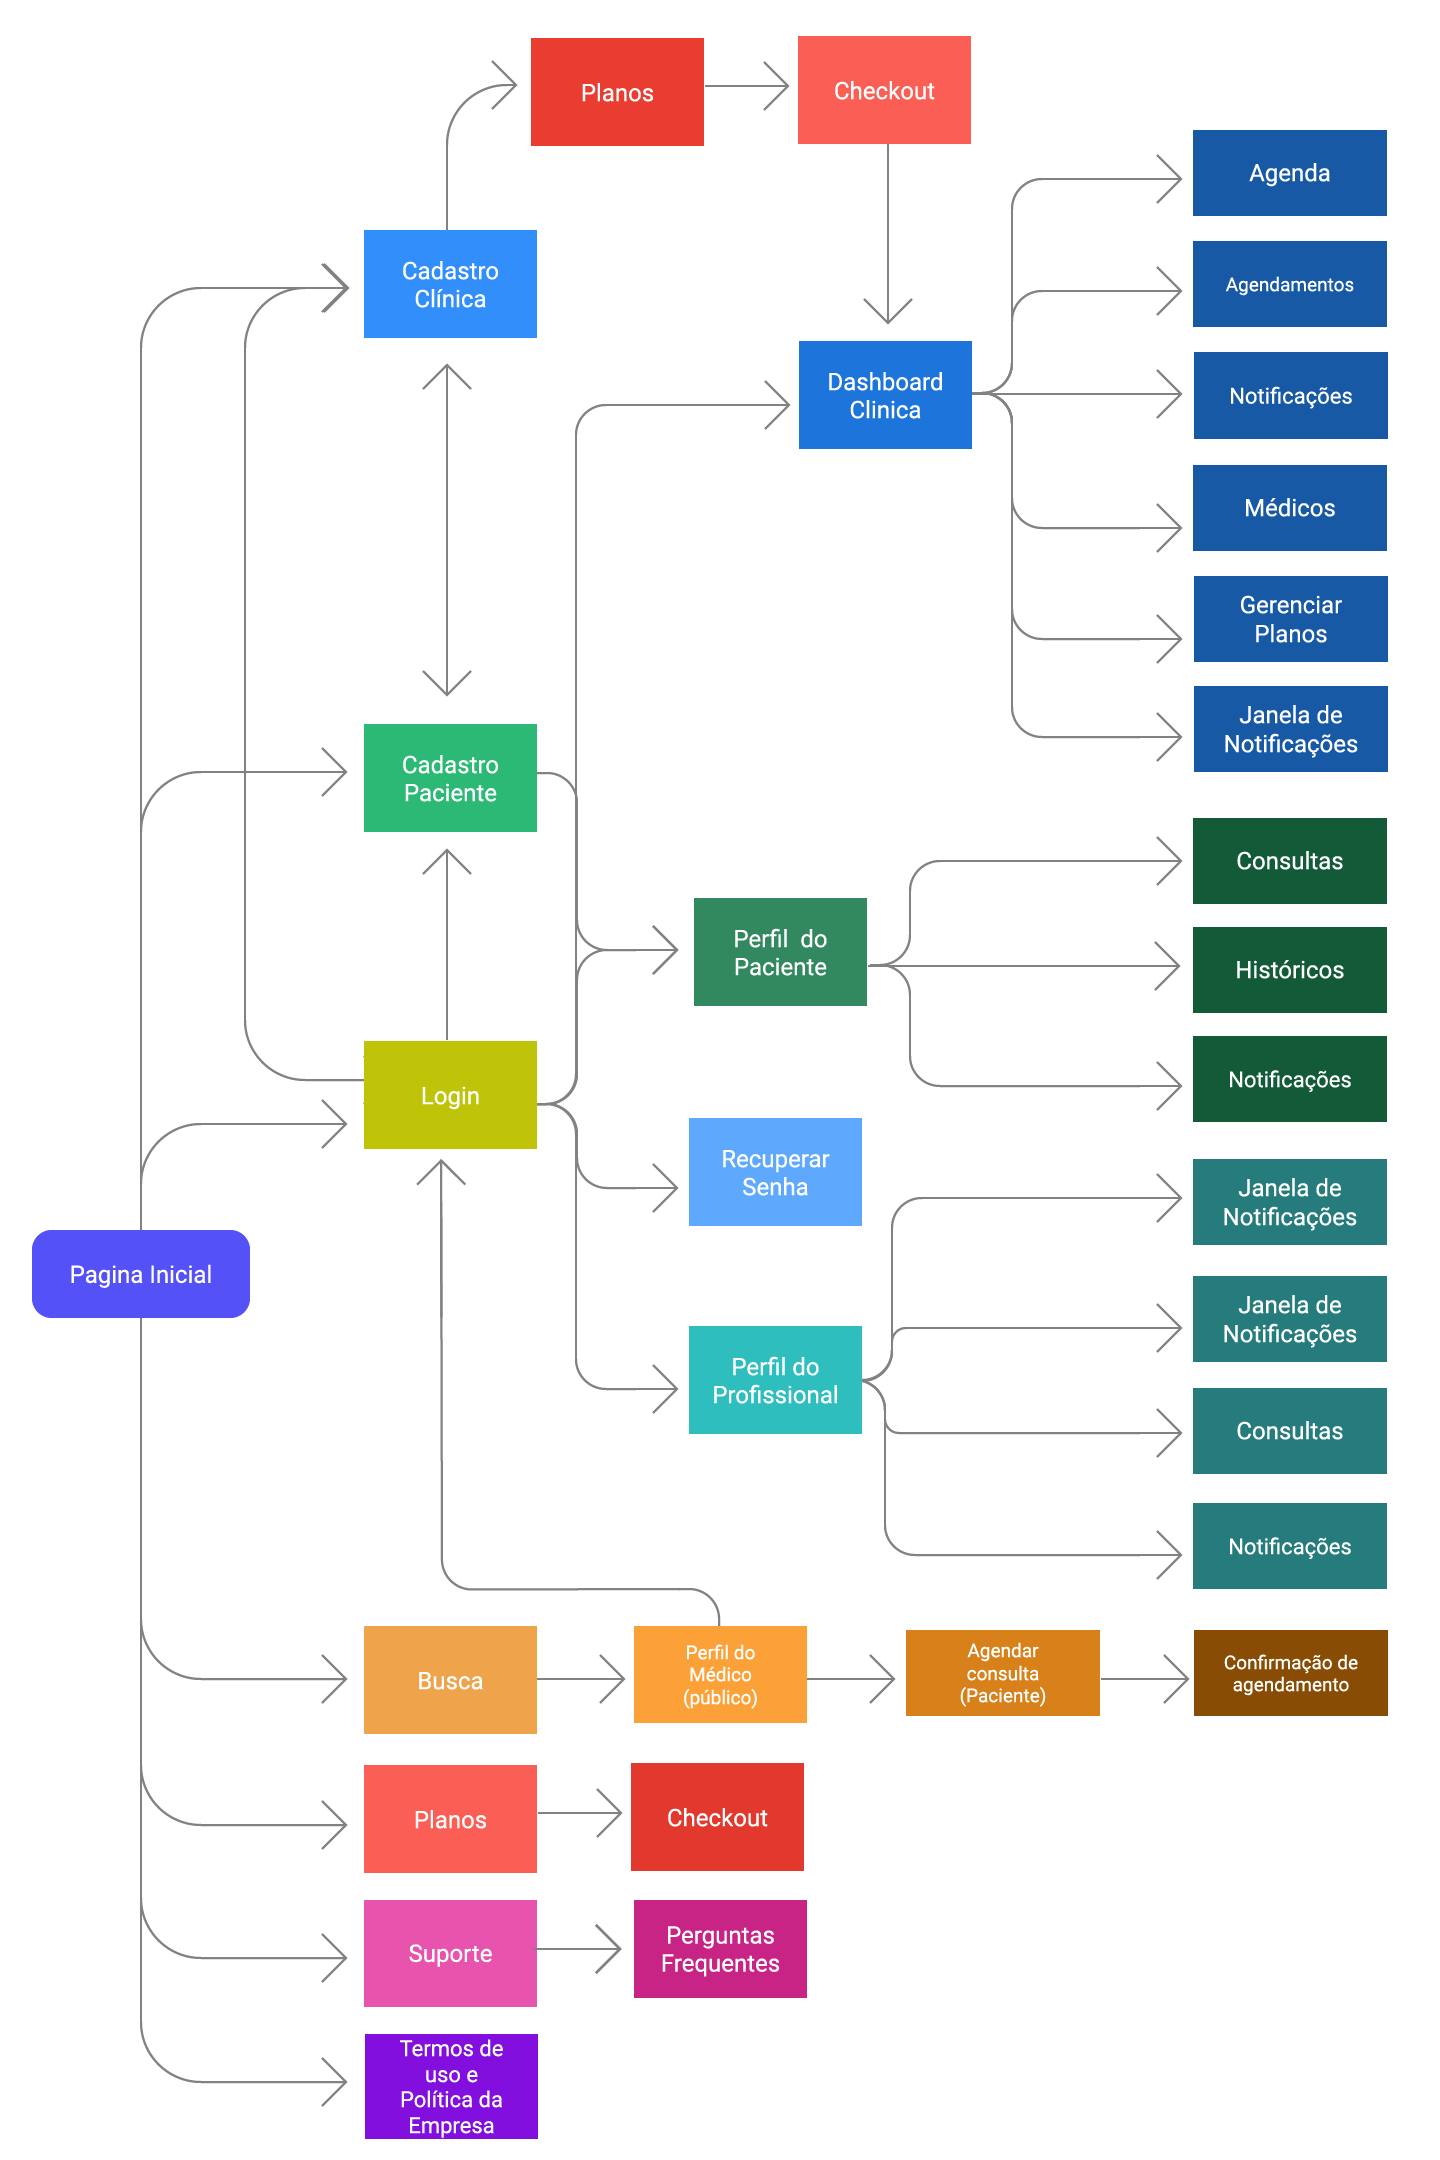 Planos
Checkout
Agenda
Cadastro
Clínica
Agendamentos
Dashboard
Clinica
Notificações
Médicos
Gerenciar
Planos
Janela de
Notificações
Cadastro
Paciente
Consultas
Perfil  do
Paciente
Históricos
Login
Notificações
Recuperar
Senha
Janela de
Notificações
Pagina Inicial
Janela de
Notificações
Perfil do
Profissional
Consultas
Notificações
Busca
Perfil do
Médico
(público)
Agendar
consulta
(Paciente)
Confirmação de
agendamento
Planos
Checkout
Suporte
Perguntas
Frequentes
Termos de
uso e
Política da
Empresa